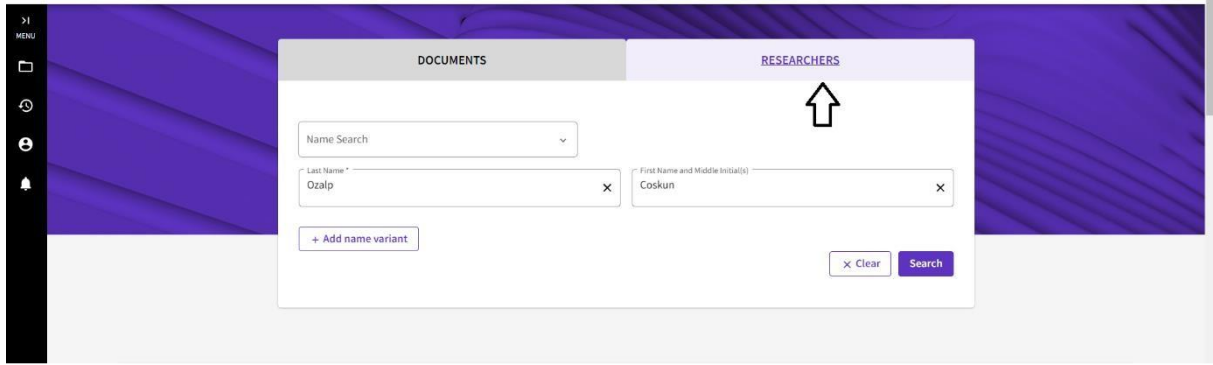 MENU
DOCUMENTS
RESEARCHERS
Name Search
Last Name *
Ozalp
First Name and Middle Initial(s)
Coskun
+ Add name variant
× Clear
Search